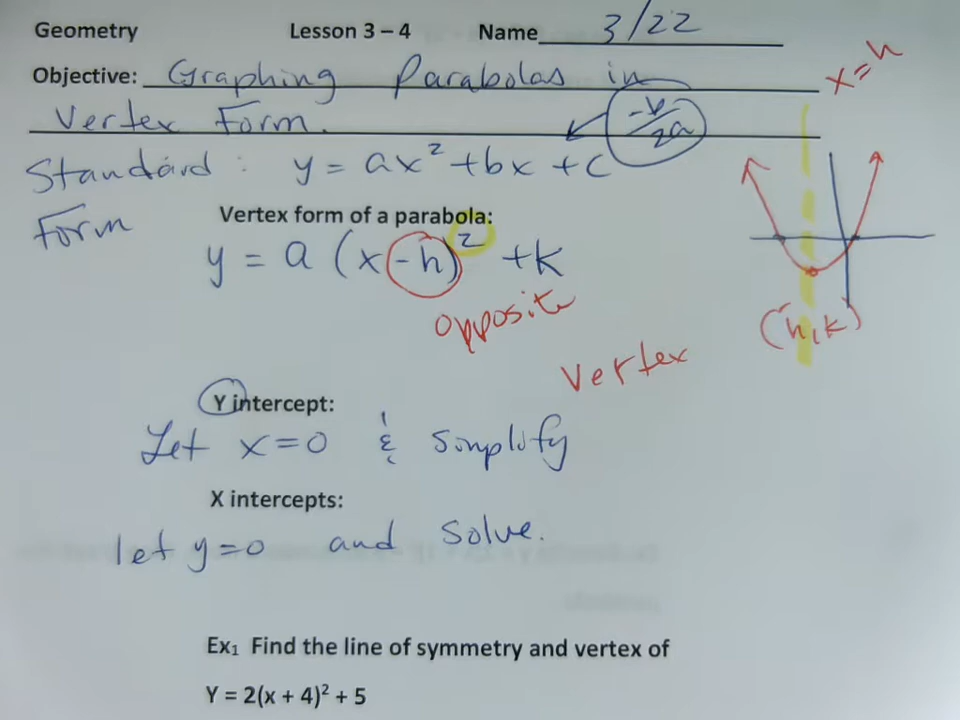 Geometry Lesson 3 – 4 Name 3/22
Objective: Graphing Parabolas in
Vertex Form.
x=h
-b/2a
Standard : y = ax² + bx + c
Form
Vertex form of a parabola:
y = a (x - h)² + k
opposite
(h, k)
Vertex
Y intercept:
Let x=0 & simplify
X intercepts:
let y=0 and solve.
Ex₁ Find the line of symmetry and vertex of
Y = 2(x + 4)² + 5